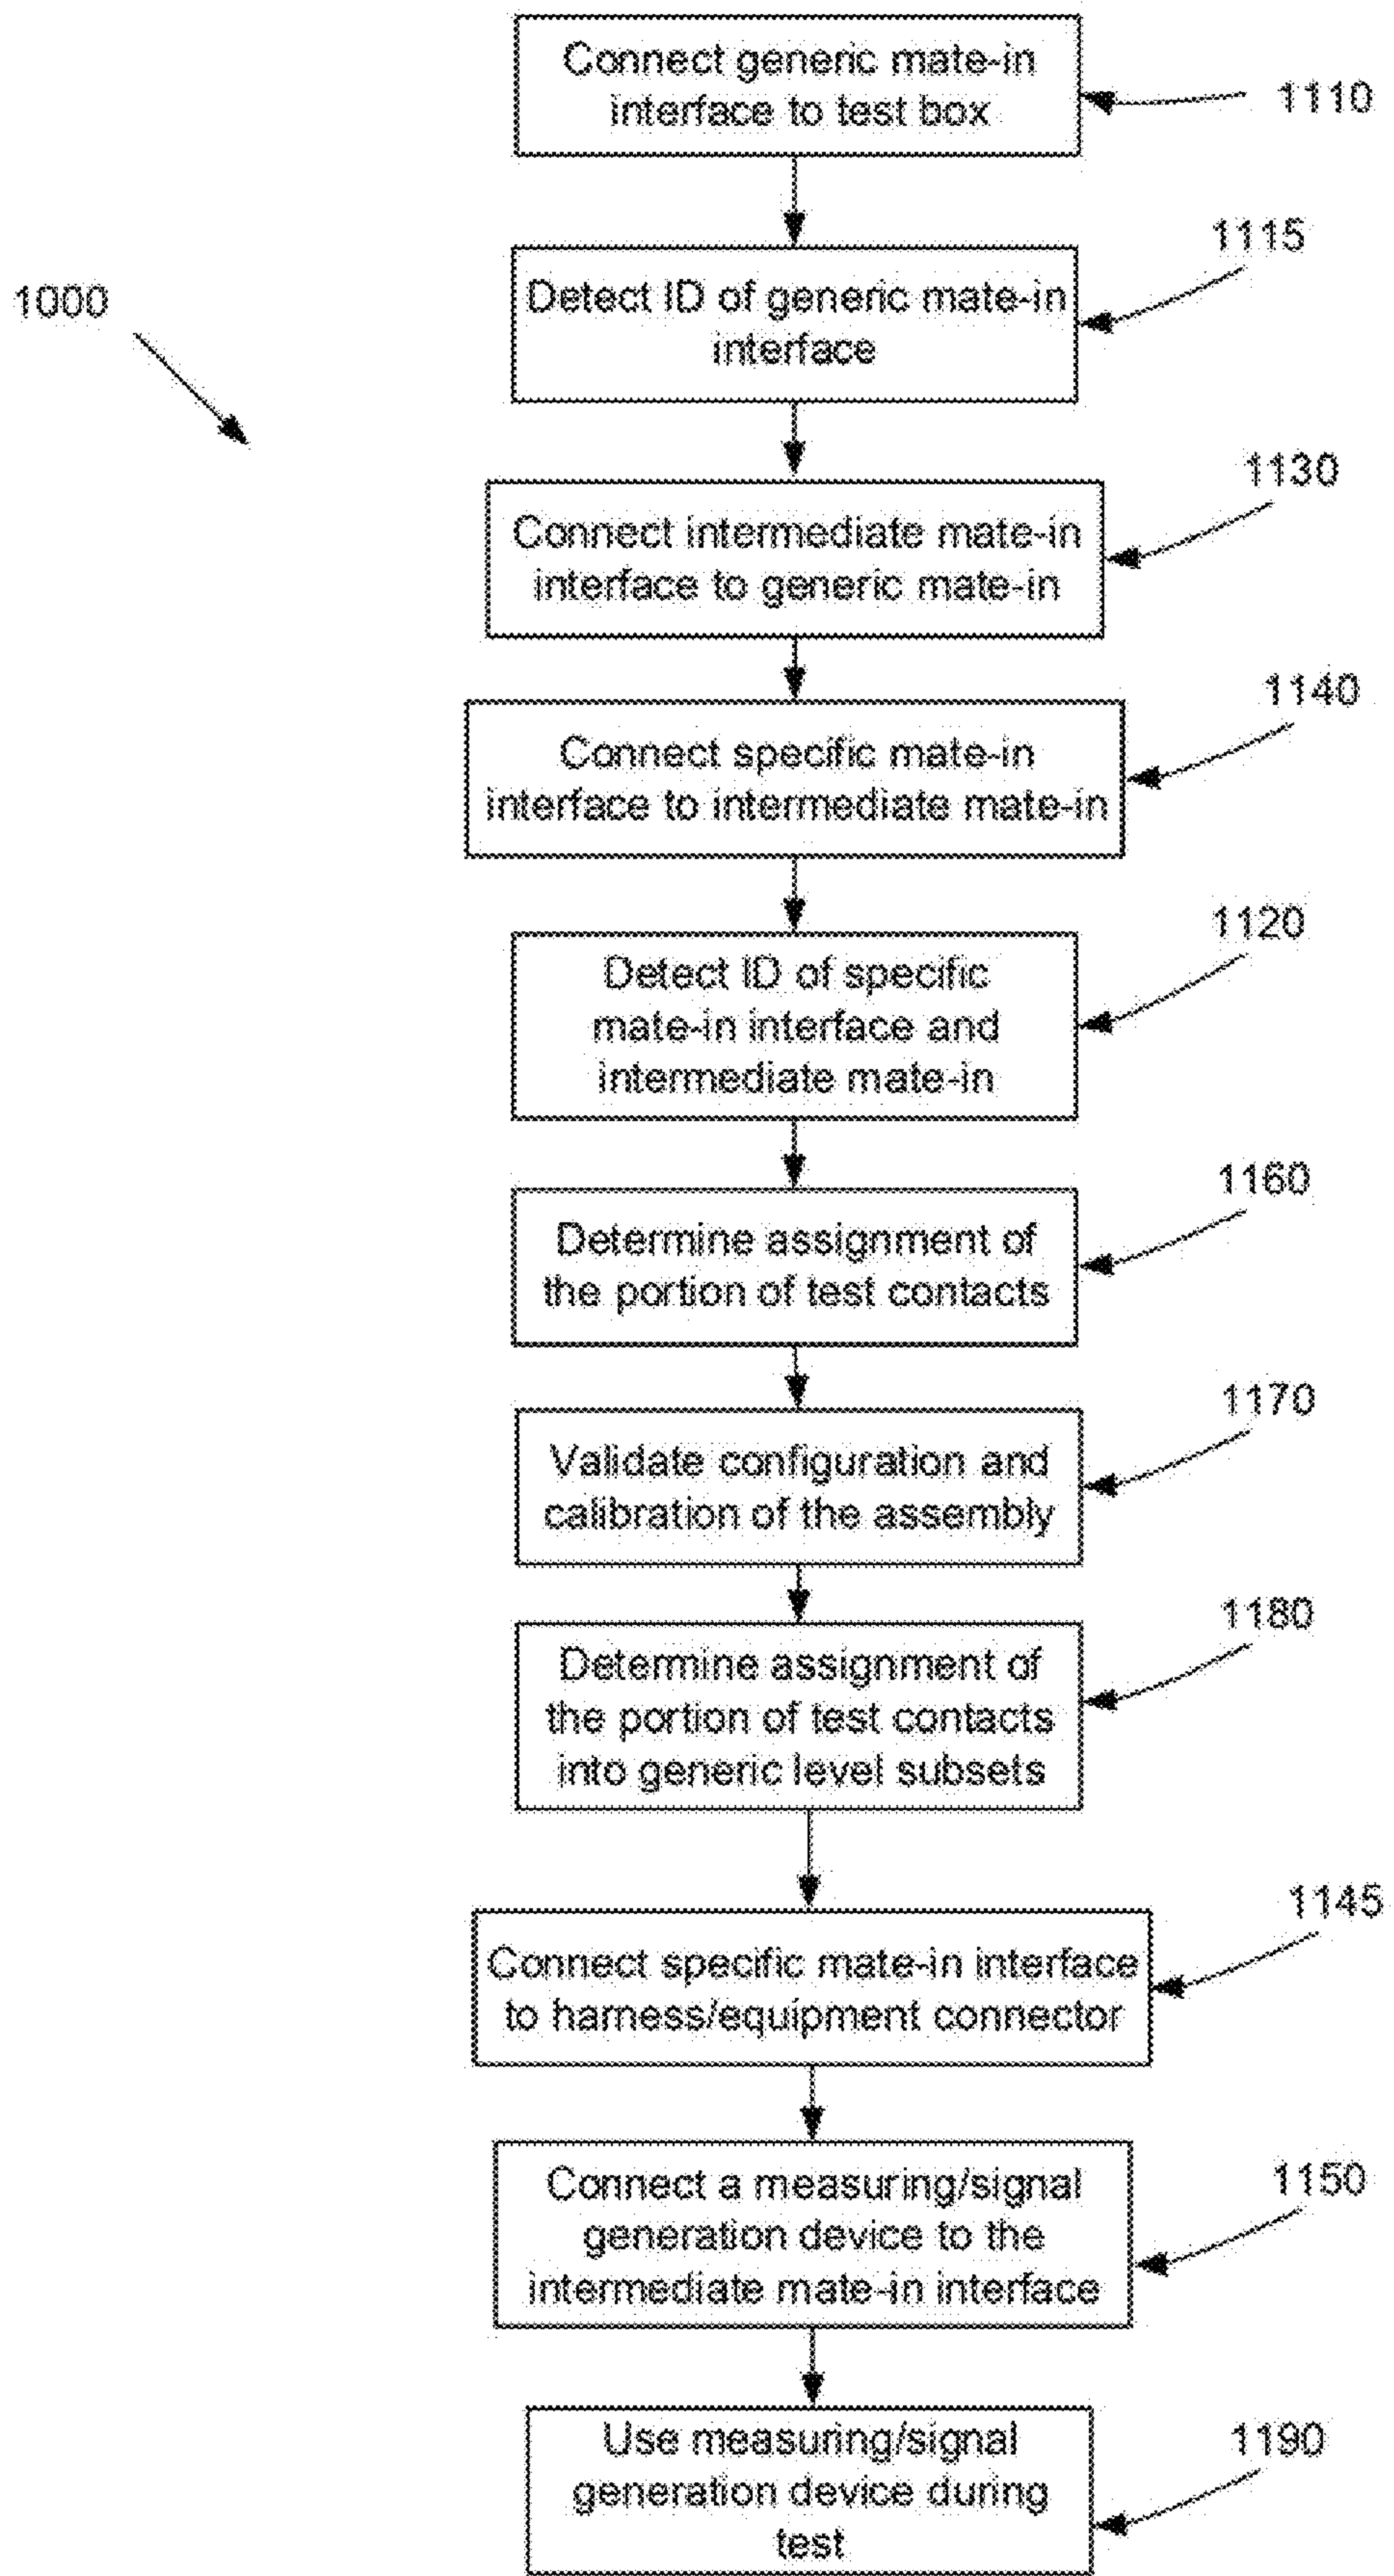 Connect generic mate-in
interface to test box
1110
1115
Detect ID of generic mate-in
interface
1000
1130
Connect intermediate mate-in
interface to generic mate-in
1140
Connect specific mate-in
interface to intermediate mate-in
1120
Detect ID of specific
mate-in interface and
intermediate mate-in
1160
Determine assignment of
the portion of test contacts
1170
Validate configuration and
calibration of the assembly
1180
Determine assignment of
the portion of test contacts
into generic level subsets
1145
Connect specific mate-in interface
to harness/equipment connector
1150
Connect a measuring/signal
generation device to the
intermediate mate-in interface
1190
Use measuring/signal
generation device during
test